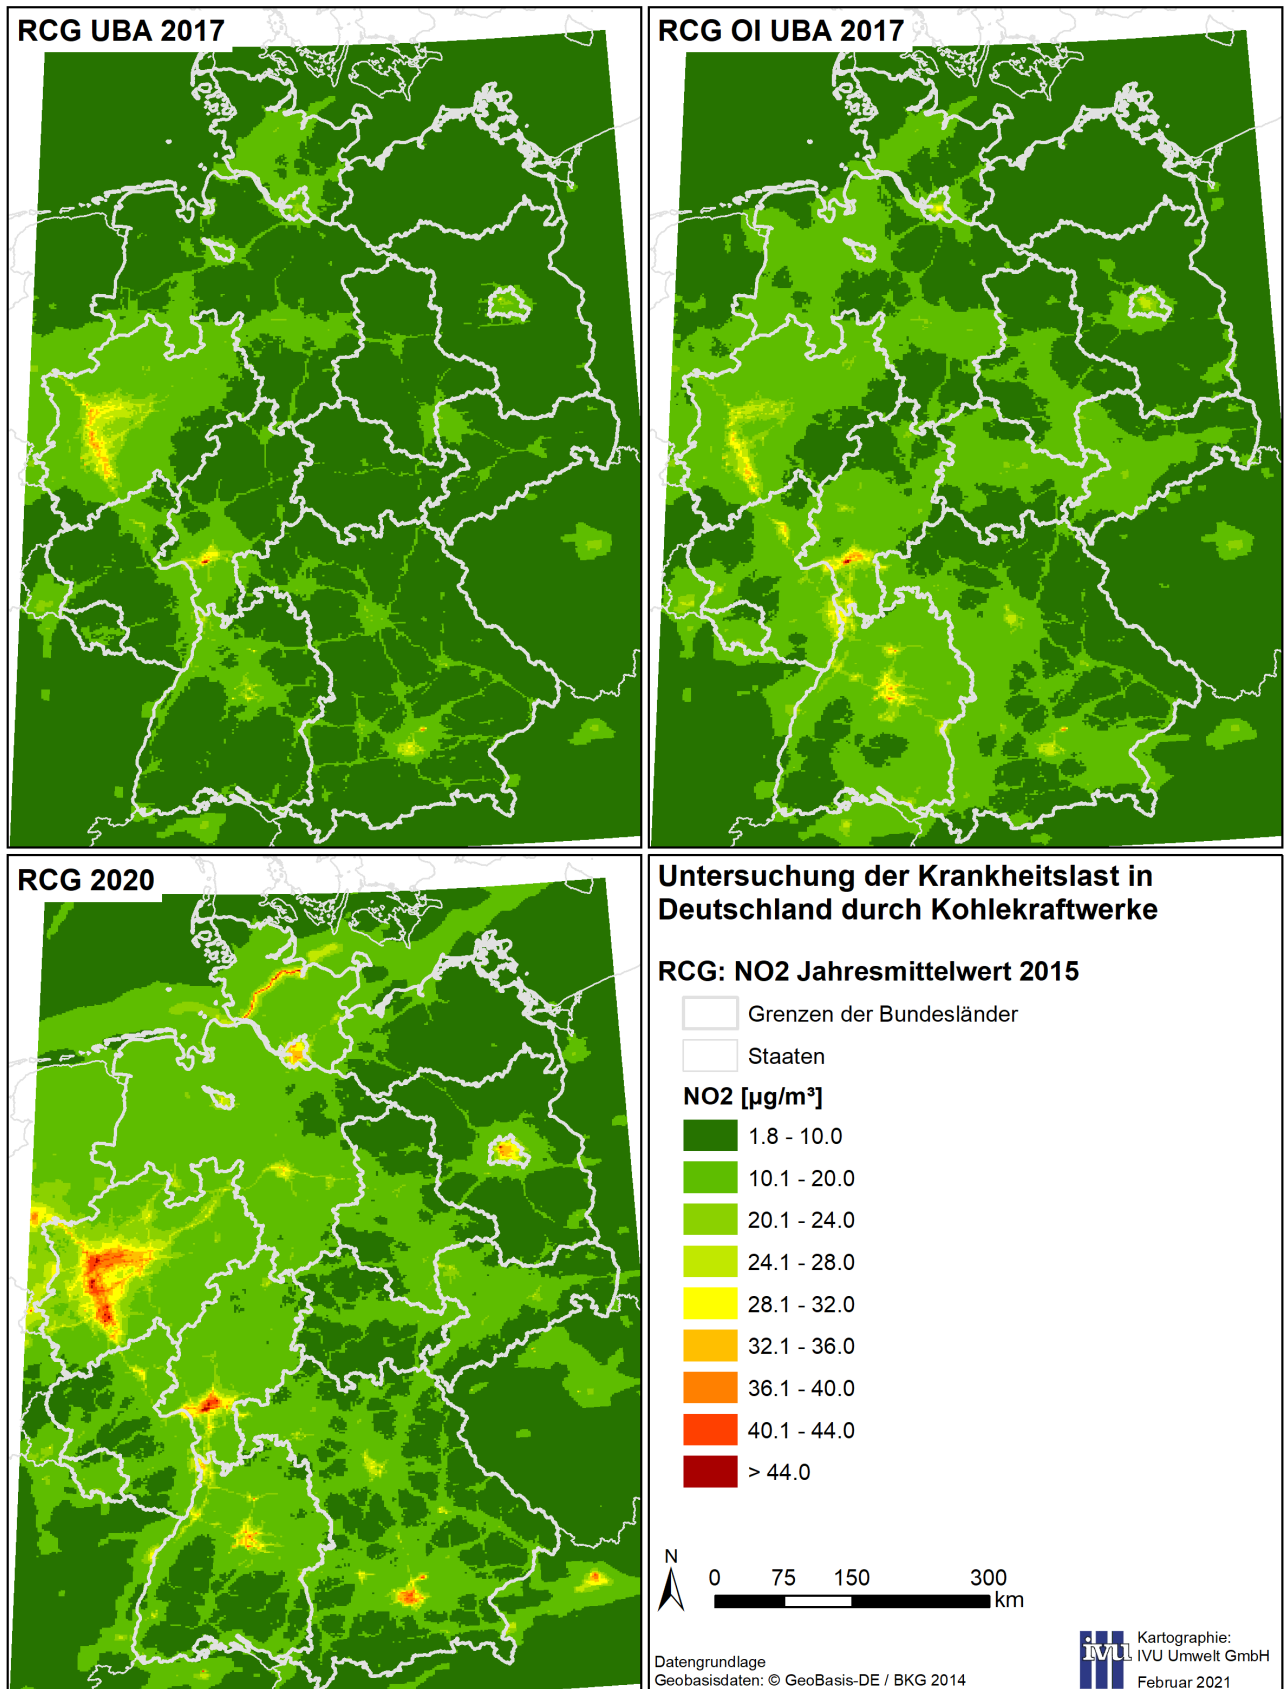 RCG UBA 2017
RCG OI UBA 2017
RCG 2020
Untersuchung der Krankheitslast in
Deutschland durch Kohlekraftwerke
RCG: NO2 Jahresmittelwert 2015
Grenzen der Bundesländer
Staaten
NO2 [µg/m³]
1.8 - 10.0
10.1 - 20.0
20.1 - 24.0
24.1 - 28.0
28.1 - 32.0
32.1 - 36.0
36.1 - 40.0
40.1 - 44.0
> 44.0
N
0 75 150 300
km
Datengrundlage
Geobasisdaten: © GeoBasis-DE / BKG 2014
ivu
Kartographie:
IVU Umwelt GmbH
Februar 2021